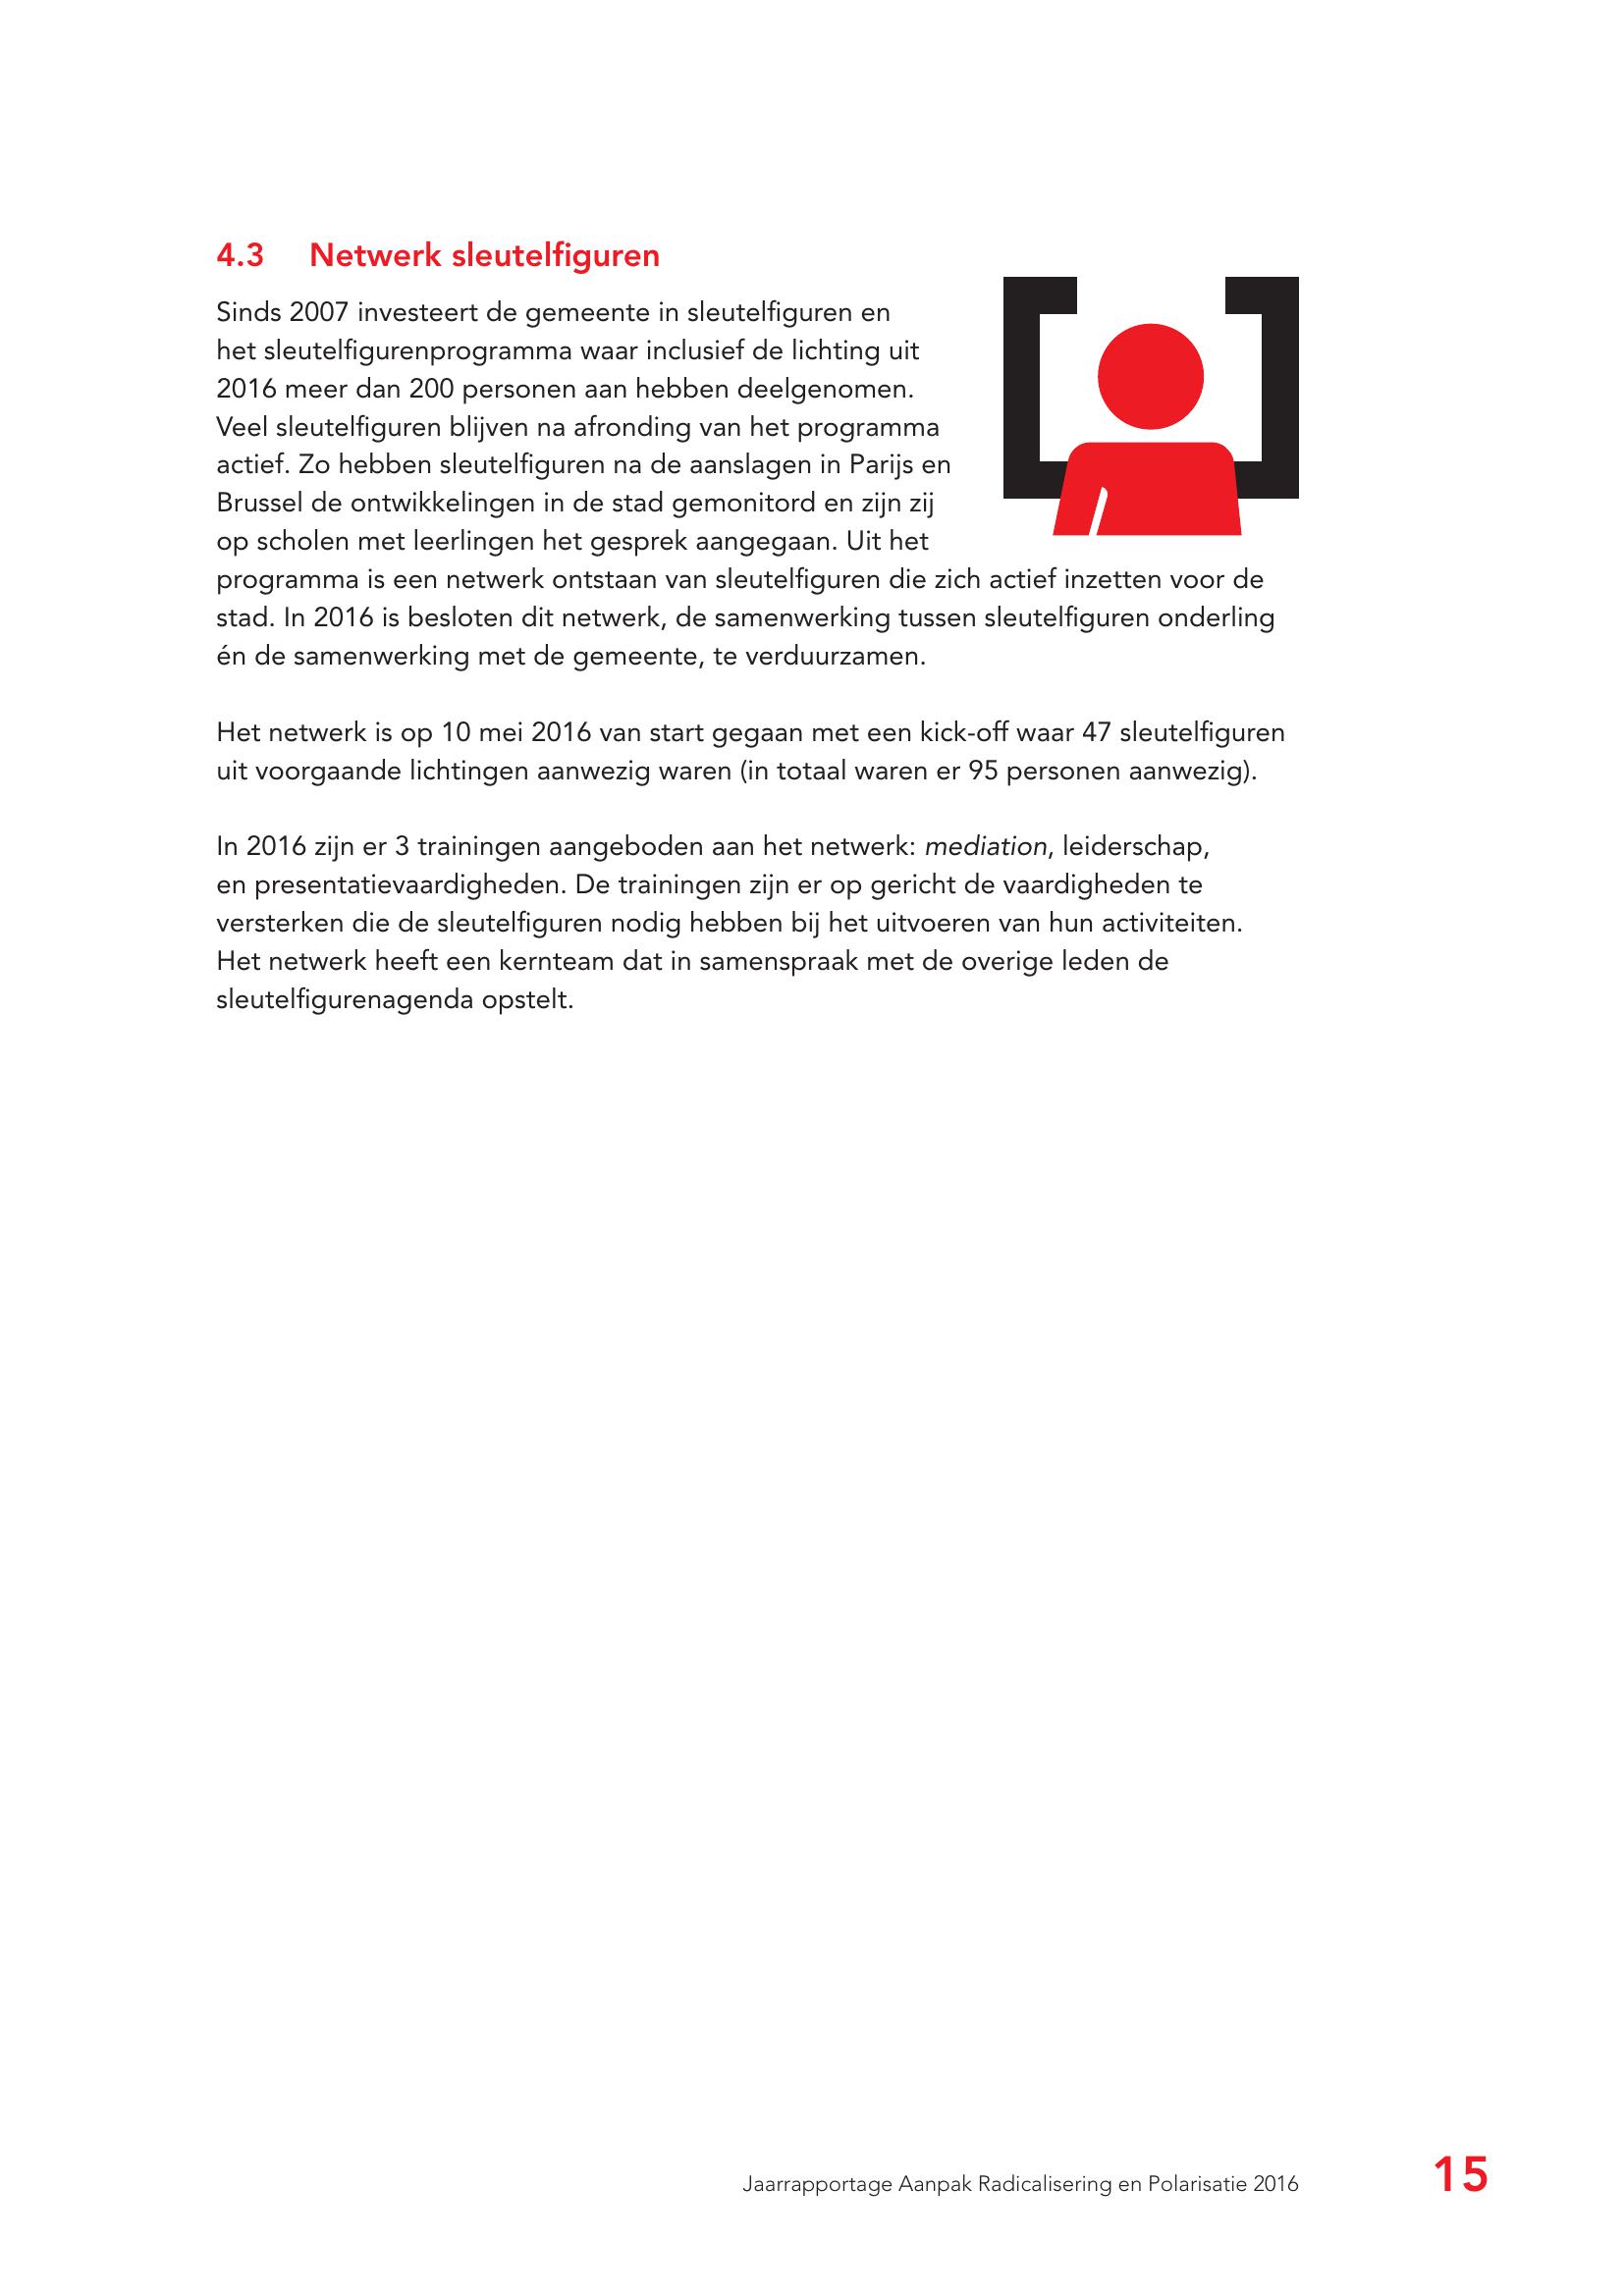 4.3 Netwerk sleutelfiguren
Sinds 2007 investeert de gemeente in sleutelfiguren en
het sleutelfigurenprogramma waar inclusief de lichting uit
2016 meer dan 200 personen aan hebben deelgenomen.
Veel sleutelfiguren blijven na afronding van het programma
actief. Zo hebben sleutelfiguren na de aanslagen in Parijs en
Brussel de ontwikkelingen in de stad gemonitord en zijn zij
op scholen met leerlingen het gesprek aangegaan. Uit het
programma is een netwerk ontstaan van sleutelfiguren die zich actief inzetten voor de
stad. In 2016 is besloten dit netwerk, de samenwerking tussen sleutelfiguren onderling
én de samenwerking met de gemeente, te verduurzamen.
Het netwerk is op 10 mei 2016 van start gegaan met een kick-off waar 47 sleutelfiguren
uit voorgaande lichtingen aanwezig waren (in totaal waren er 95 personen aanwezig).
In 2016 zijn er 3 trainingen aangeboden aan het netwerk: mediation, leiderschap,
en presentatievaardigheden. De trainingen zijn er op gericht de vaardigheden te
versterken die de sleutelfiguren nodig hebben bij het uitvoeren van hun activiteiten.
Het netwerk heeft een kernteam dat in samenspraak met de overige leden de
sleutelfigurenagenda opstelt.
Jaarrapportage Aanpak Radicalisering en Polarisatie 2016 15